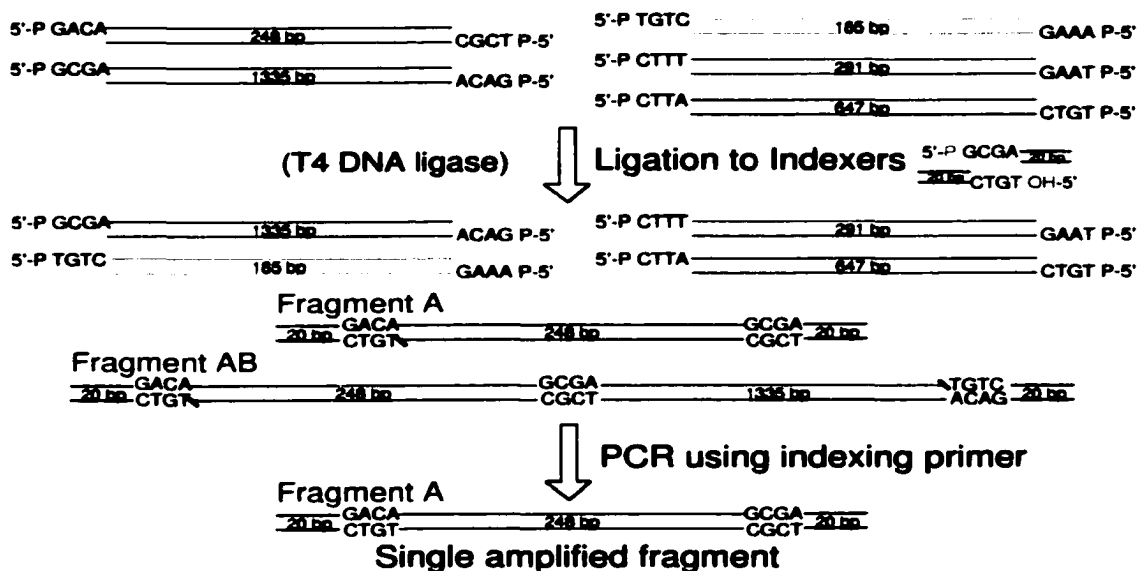 5'-P GACA 248 bp CGCT P-5'
5'-P GCGA 1335 bp ACAG P-5'
5'-P TGTC 185 bp GAAA P-5'
5'-P CTTT 291 bp GAAT P-5'
5'-P CTTA 647 bp CTGT P-5'
(T4 DNA ligase)
Ligation to Indexers
5'-P GCGA 20 bp
20 bp CTGT OH-5'
5'-P GCGA 1335 bp ACAG P-5'
5'-P TGTC 185 bp GAAA P-5'
5'-P CTTT 291 bp GAAT P-5'
5'-P CTTA 647 bp CTGT P-5'
Fragment A
GACA GCGA
20 bp 248 bp 20 bp
CTGT CGCT
Fragment AB
GACA GCGA TGTC
20 bp 248 bp 1335 bp 20 bp
CTGT CGCT ACAG
PCR using indexing primer
Fragment A
GACA GCGA
20 bp 248 bp 20 bp
CTGT CGCT
Single amplified fragment